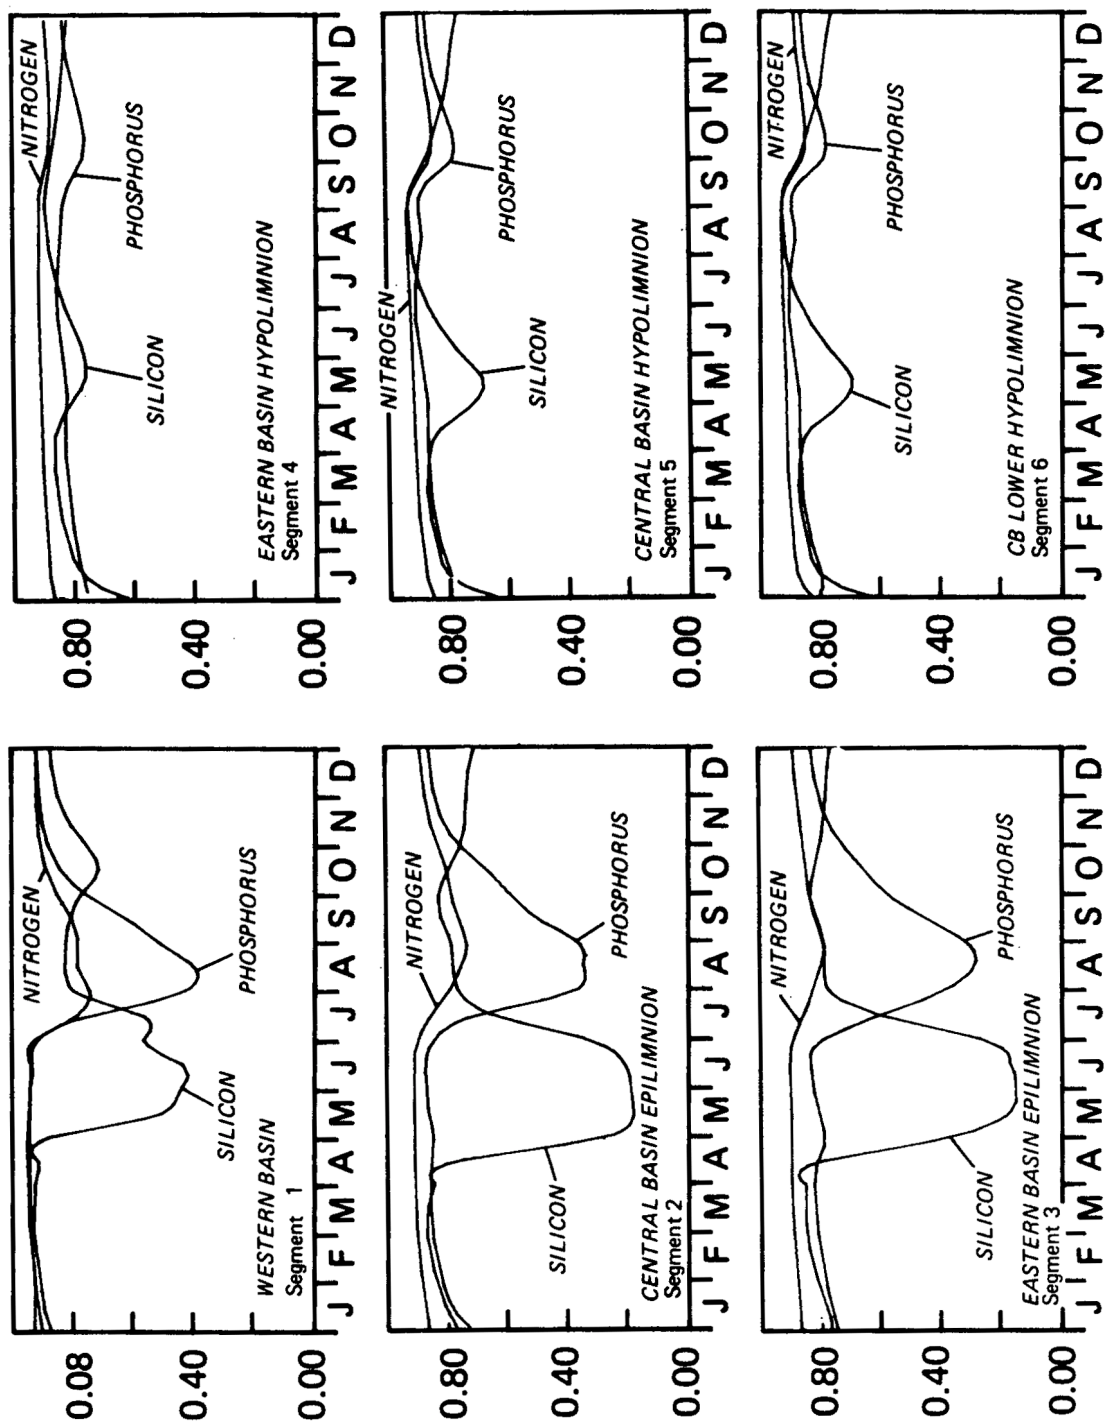 0.08
0.40
0.00
NITROGEN
SILICON
PHOSPHORUS
WESTERN BASIN
Segment 1
J F M A M J J A S O N D
0.80
0.40
0.00
NITROGEN
PHOSPHORUS
SILICON
EASTERN BASIN HYPOLIMNION
Segment 4
J F M A M J J A S O N D
0.80
0.40
0.00
NITROGEN
PHOSPHORUS
SILICON
CENTRAL BASIN EPILIMNION
Segment 2
J F M A M J J A S O N D
0.80
0.40
0.00
NITROGEN
PHOSPHORUS
SILICON
CENTRAL BASIN HYPOLIMNION
Segment 5
J F M A M J J A S O N D
0.80
0.40
0.00
NITROGEN
PHOSPHORUS
SILICON
EASTERN BASIN EPILIMNION
Segment 3
J F M A M J J A S O N D
0.80
0.40
0.00
NITROGEN
PHOSPHORUS
SILICON
CB LOWER HYPOLIMNION
Segment 6
J F M A M J J A S O N D